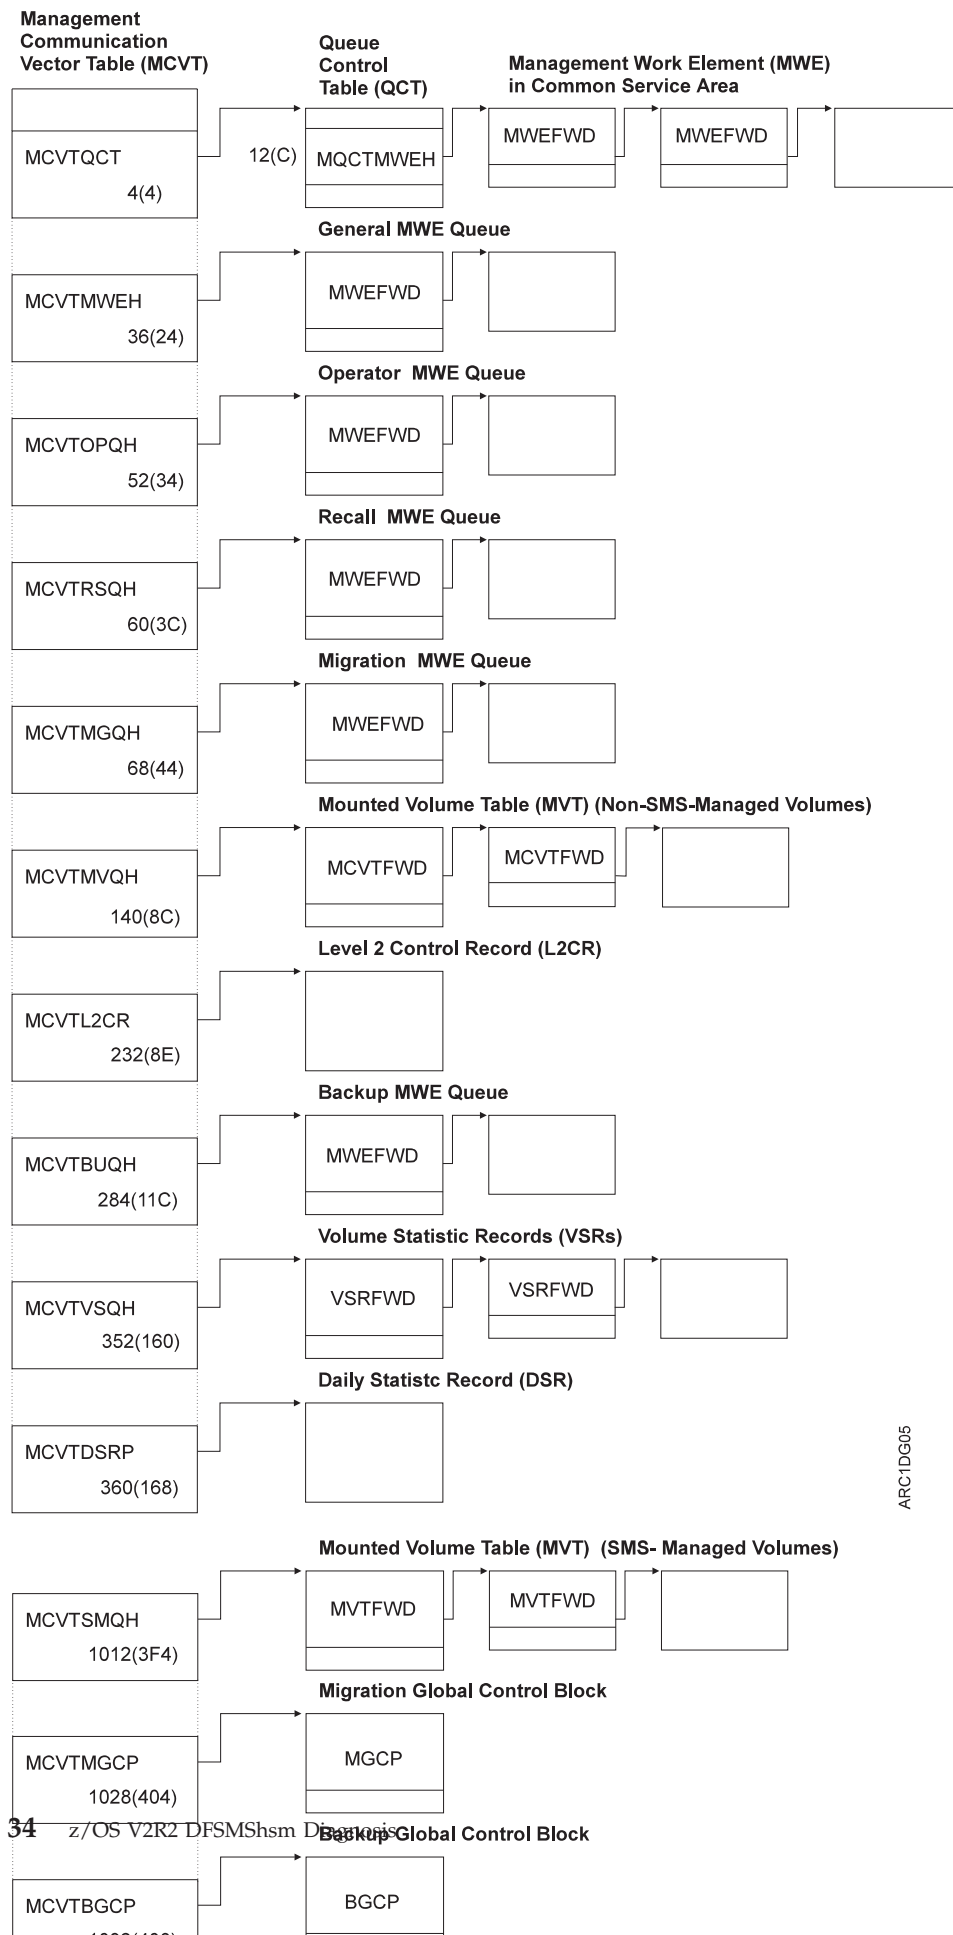 Management
Communication
Vector Table (MCVT)
Queue
Control
Table (QCT)
Management Work Element (MWE)
in Common Service Area
MCVTQCT
4(4)
12(C)
MQCTMWEH
MWEFWD
MWEFWD
General MWE Queue
MCVTMWEH
36(24)
MWEFWD
Operator MWE Queue
MCVTOPQH
52(34)
MWEFWD
Recall MWE Queue
MCVTRSQH
60(3C)
MWEFWD
Migration MWE Queue
MCVTMGQH
68(44)
MWEFWD
Mounted Volume Table (MVT) (Non-SMS-Managed Volumes)
MCVTMVQH
140(8C)
MCVTFWD
MCVTFWD
Level 2 Control Record (L2CR)
MCVTL2CR
232(8E)
Backup MWE Queue
MCVTBUQH
284(11C)
MWEFWD
Volume Statistic Records (VSRs)
MCVTVSQH
352(160)
VSRFWD
VSRFWD
Daily Statistc Record (DSR)
MCVTDSRP
360(168)
ARC1DG05
Mounted Volume Table (MVT) (SMS- Managed Volumes)
MCVTSMQH
1012(3F4)
MVTFWD
MVTFWD
Migration Global Control Block
MCVTMGCP
1028(404)
MGCP
34 z/OS V2R2 DFSMShsm Diagnosis
Backup Global Control Block
MCVTBGCP
BGCP